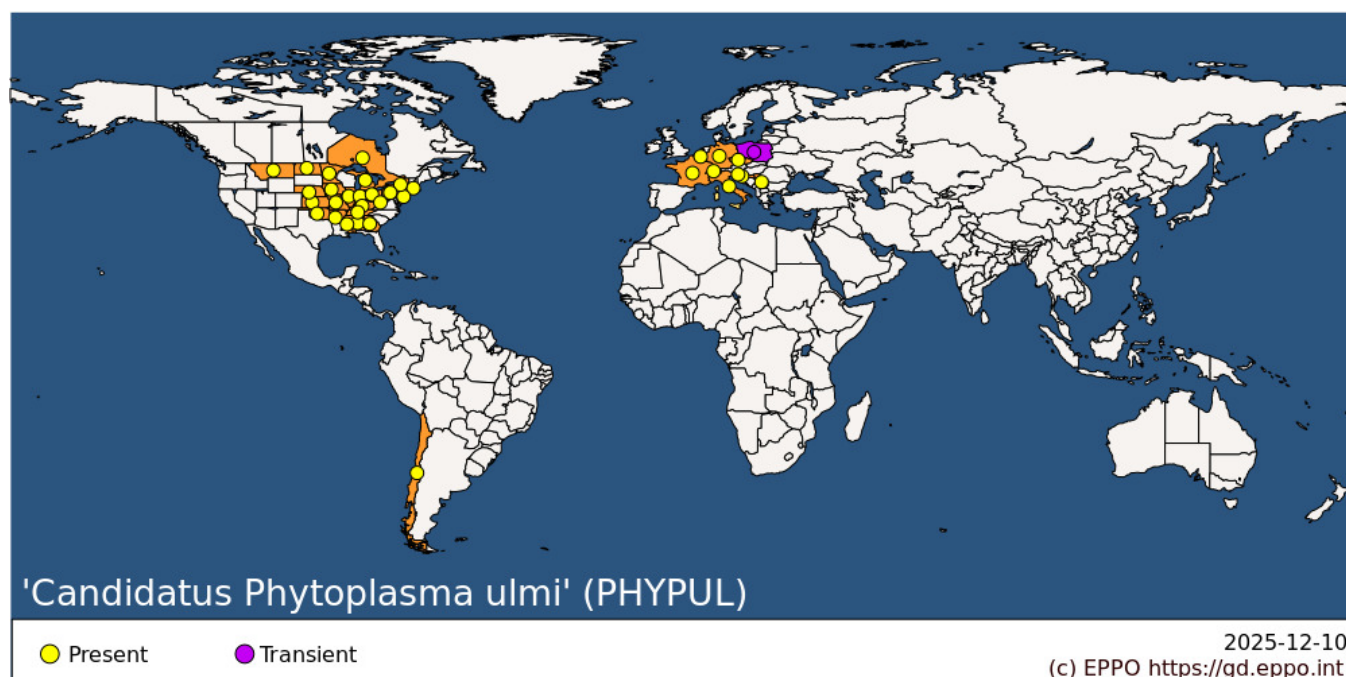 'Candidatus Phytoplasma ulmi' (PHYPUL)
Present
Transient
2025-12-10
(c) EPPO https://gd.eppo.int